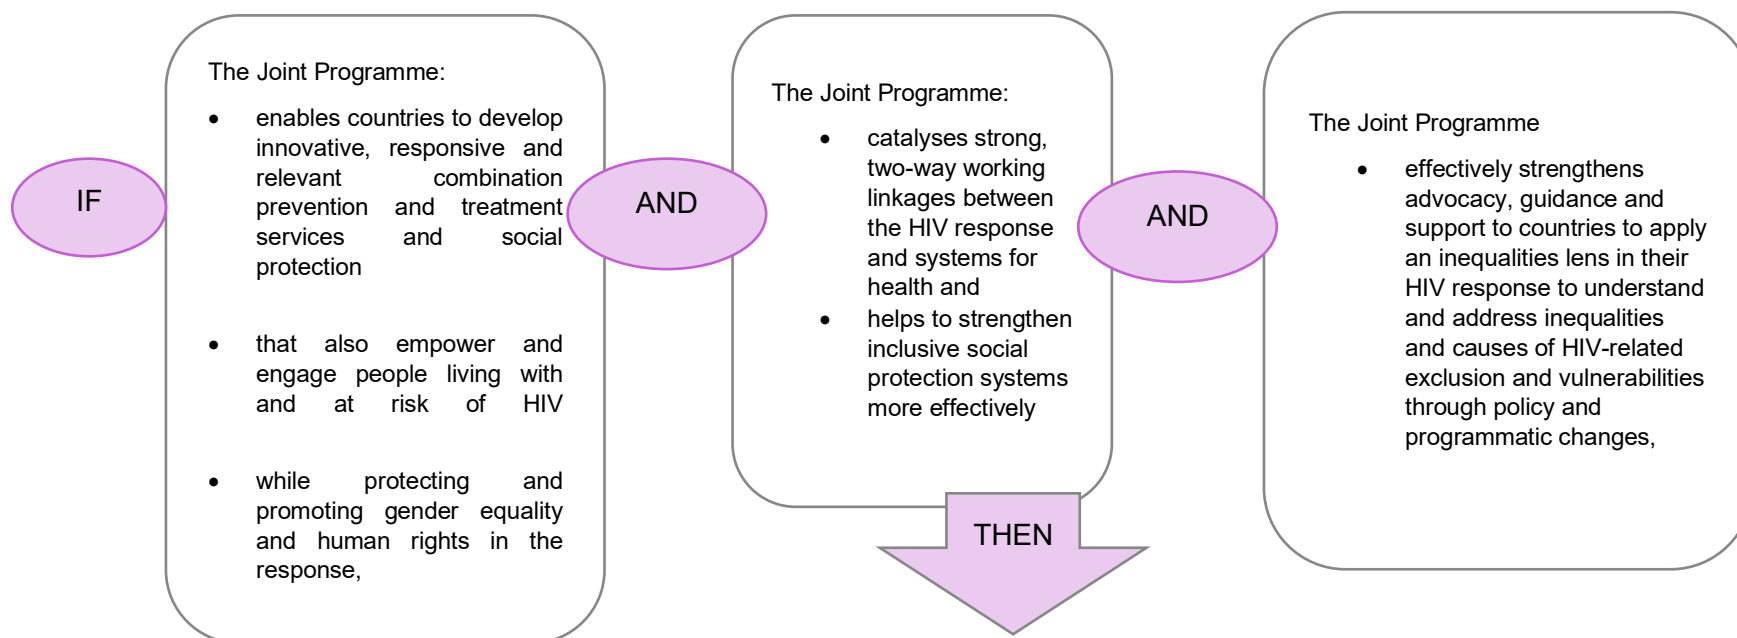 IF
The Joint Programme:
• enables countries to develop
innovative, responsive and
relevant combination
prevention and treatment
services and social
protection
• that also empower and
engage people living with
and at risk of HIV
• while protecting and
promoting gender equality
and human rights in the
response,
AND
The Joint Programme:
• catalyses strong,
two-way working
linkages between
the HIV response
and systems for
health and
• helps to strengthen
inclusive social
protection systems
more effectively
AND
The Joint Programme
• effectively strengthens
advocacy, guidance and
support to countries to apply
an inequalities lens in their
HIV response to understand
and address inequalities
and causes of HIV-related
exclusion and vulnerabilities
through policy and
programmatic changes,
THEN